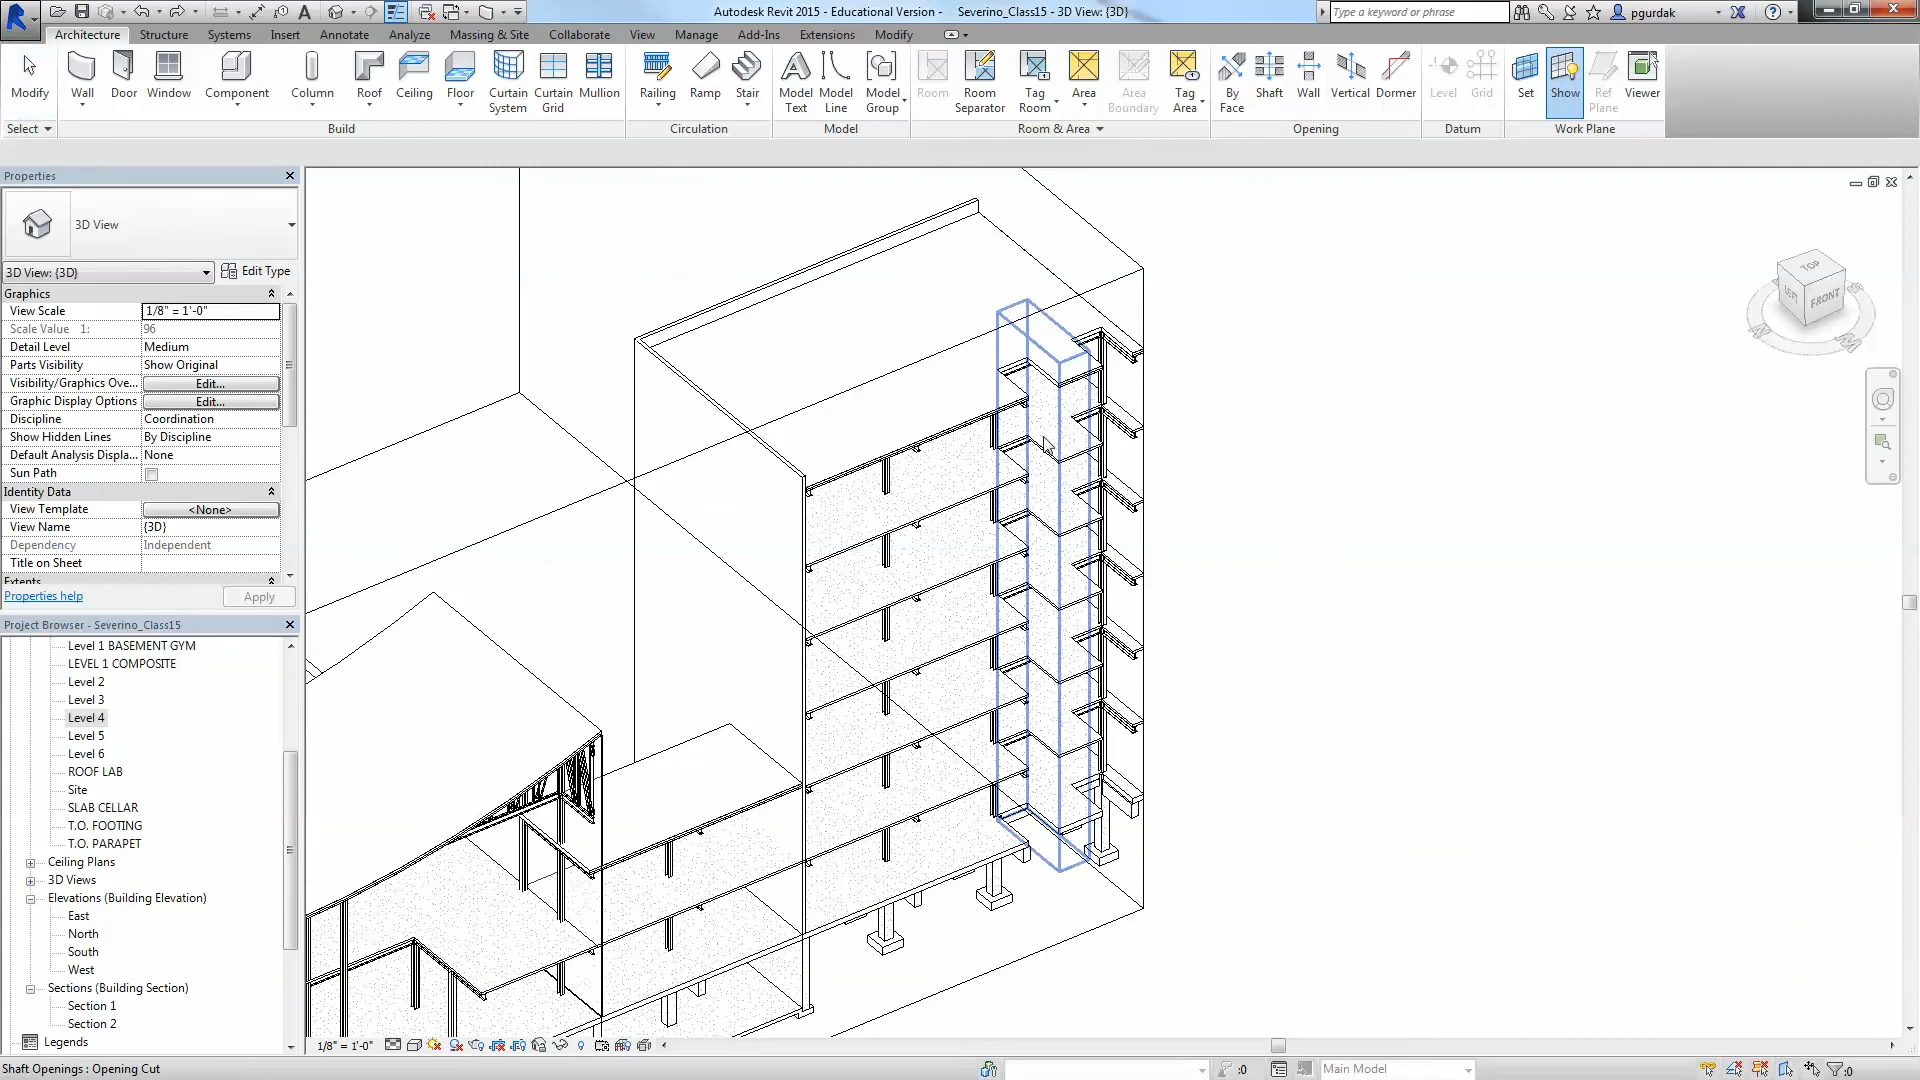 Autodesk Revit 2015 - Educational Version - Severino_Class15 - 3D View: {3D}
Type a keyword or phrase
pgurdak
Architecture Structure Systems Insert Annotate Analyze Massing & Site Collaborate View Manage Add-Ins Extensions Modify
Modify Wall Door Window Component Column Roof Ceiling Floor Curtain System Curtain Grid Mullion Railing Ramp Stair Model Text Model Line Model Group Room Room Separator Tag Room Area Area Boundary Tag Area By Face Shaft Wall Vertical Dormer Level Grid Set Show Ref Plane Viewer
Select Build Circulation Model Room & Area Opening Datum Work Plane
Properties
3D View
3D View: {3D} Edit Type
Graphics
View Scale 1/8" = 1'-0"
Scale Value 1: 96
Detail Level Medium
Parts Visibility Show Original
Visibility/Graphics Ove... Edit...
Graphic Display Options Edit...
Discipline Coordination
Show Hidden Lines By Discipline
Default Analysis Displa... None
Sun Path
Identity Data
View Template <None>
View Name {3D}
Dependency Independent
Title on Sheet
Extents
Properties help Apply
Project Browser - Severino_Class15
Level 1 BASEMENT GYM
LEVEL 1 COMPOSITE
Level 2
Level 3
Level 4
Level 5
Level 6
ROOF LAB
Site
SLAB CELLAR
T.O. FOOTING
T.O. PARAPET
Ceiling Plans
3D Views
Elevations (Building Elevation)
East
North
South
West
Sections (Building Section)
Section 1
Section 2
Legends
TOP
LEFT FRONT
1/8" = 1'-0"
Shaft Openings : Opening Cut
:0
Main Model
:0